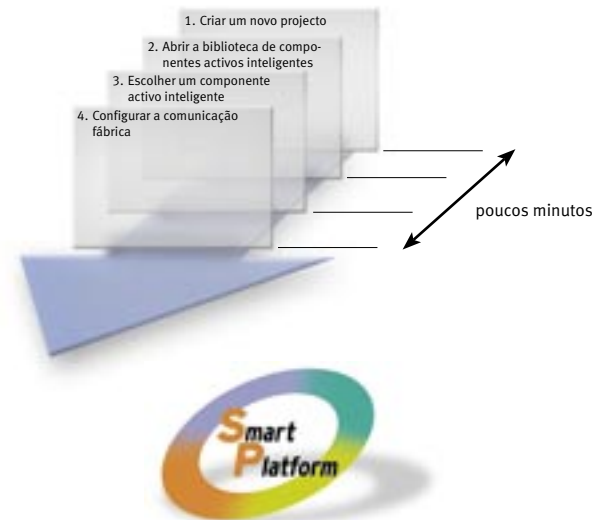 1. Criar um novo projecto
2. Abrir a biblioteca de compo-
nentes activos inteligentes
3. Escolher um componente
activo inteligente
4. Configurar a comunicação
fábrica
poucos minutos
Smart
Platform